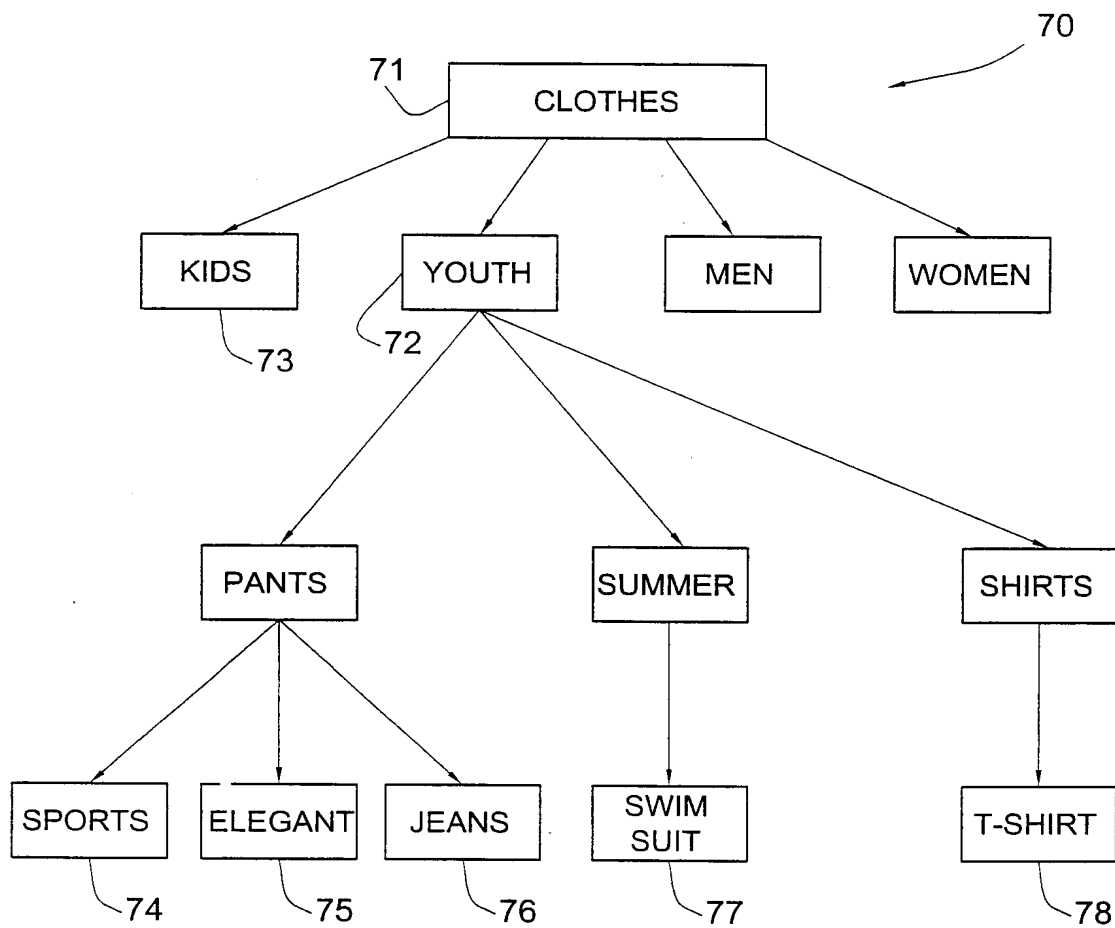 70
71
CLOTHES
KIDS
YOUTH
MEN
WOMEN
72
73
PANTS
SUMMER
SHIRTS
SPORTS
ELEGANT
JEANS
SWIM
SUIT
T-SHIRT
74
75
76
77
78